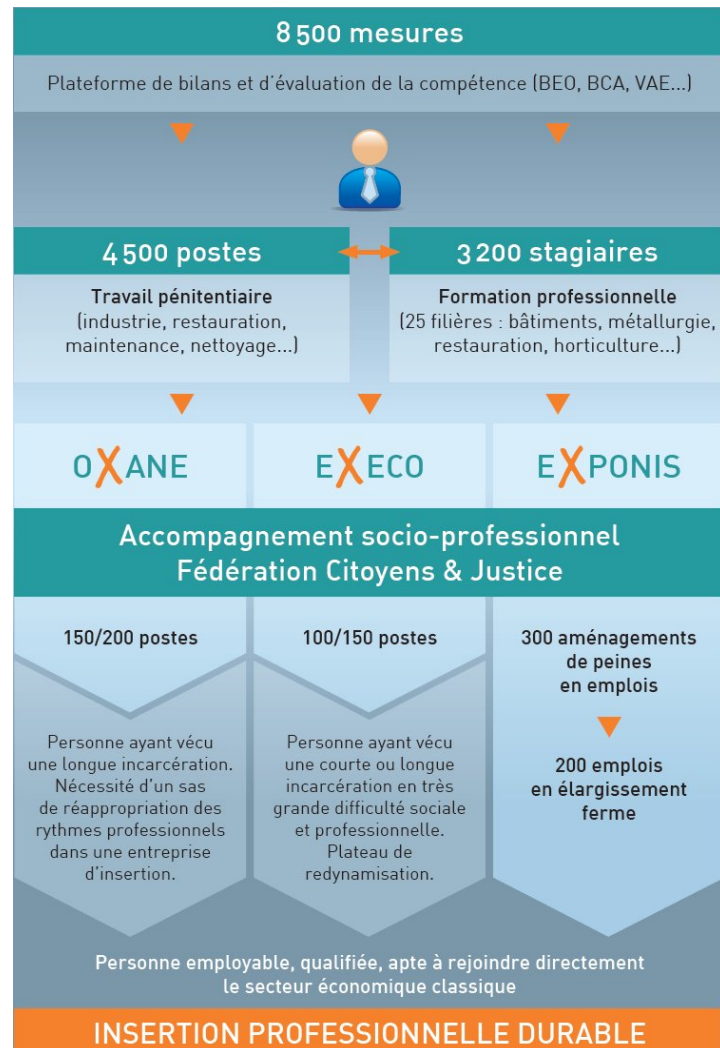 8 500 mesures
Plateforme de bilans et d'évaluation de la compétence (BEO, BCA, VAE...)
4 500 postes
Travail pénitentiaire
(industrie, restauration,
maintenance, nettoyage...)
3 200 stagiaires
Formation professionnelle
(25 filières : bâtiments, métallurgie,
restauration, horticulture...)
OXANE
EXECO
EXPONIS
Accompagnement socio-professionnel
Fédération Citoyens & Justice
150/200 postes
Personne ayant vécu
une longue incarcération.
Nécessité d'un sas
de réappropriation des
rythmes professionnels
dans une entreprise
d'insertion.
100/150 postes
Personne ayant vécu
une courte ou longue
incarcération en très
grande difficulté sociale
et professionnelle.
Plateau de
redynamisation.
300 aménagements
de peines
en emplois
200 emplois
en élargissement
ferme
Personne employable, qualifiée, apte à rejoindre directement
le secteur économique classique
INSERTION PROFESSIONNELLE DURABLE